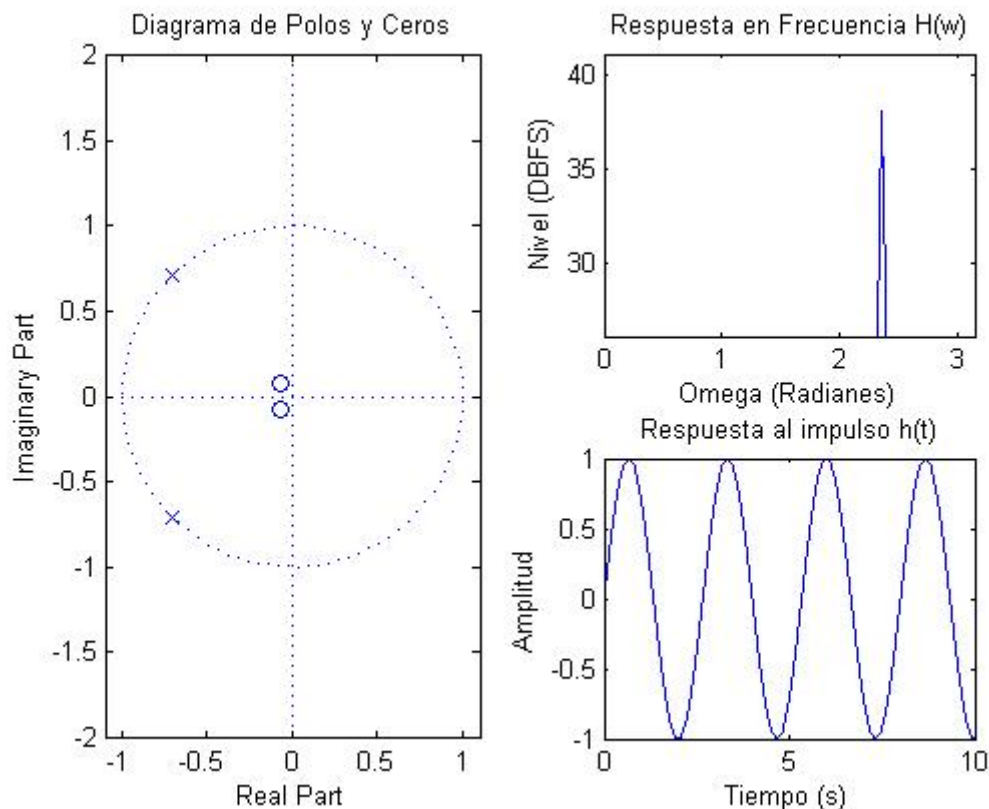 Diagrama de Polos y Ceros
2
1.5
1
0.5
0
-0.5
-1
-1.5
-2
Imaginary Part
-1 -0.5 0 0.5 1
Real Part
Respuesta en Frecuencia H(w)
40
35
30
Nivel (DBFS)
0 1 2 3
Omega (Radianes)
Respuesta al impulso h(t)
1
0.5
0
-0.5
-1
Amplitud
0 5 10
Tiempo (s)